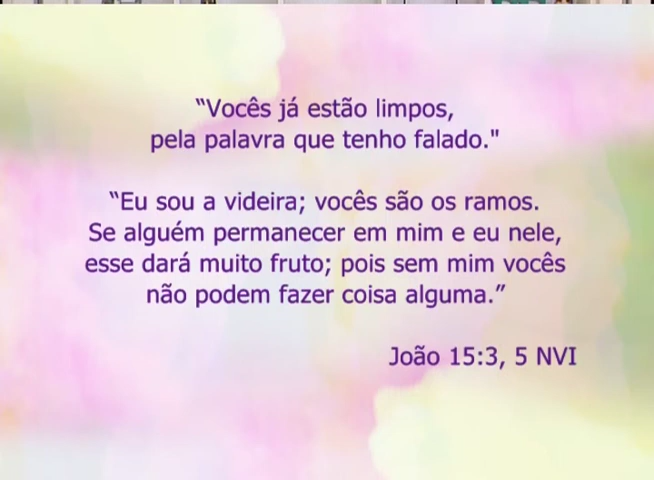 “Vocês já estão limpos,
pela palavra que tenho falado."
“Eu sou a videira; vocês são os ramos.
Se alguém permanecer em mim e eu nele,
esse dará muito fruto; pois sem mim vocês
não podem fazer coisa alguma.”
João 15:3, 5 NVI